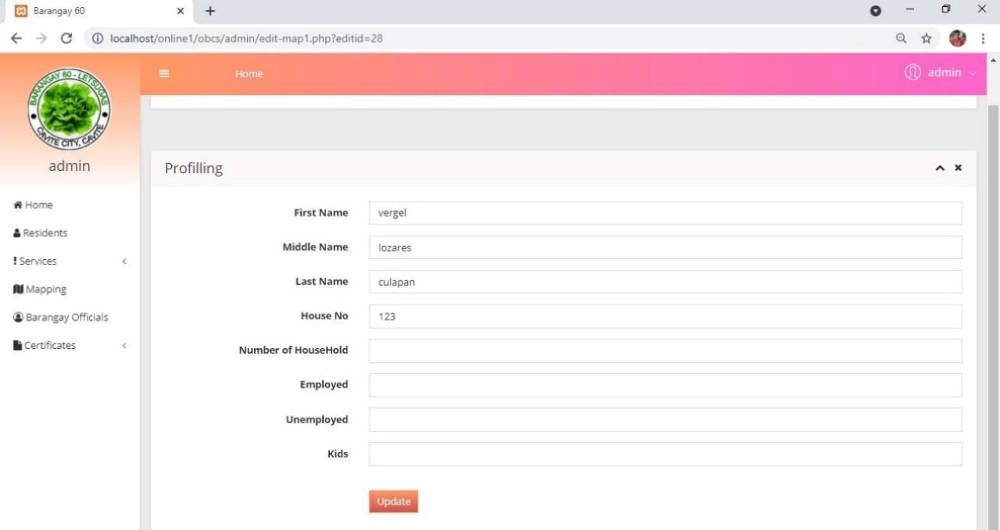 Barangay 60
localhost/online1/obcs/admin/edit-map1.php?editid=28
BARANGAY 60 - LETSUGAS
CAVITE CITY, CAVITE
admin
Home
Residents
Services
Mapping
Barangay Officials
Certificates
Home
admin
Profilling
First Name vergel
Middle Name lozares
Last Name culapan
House No 123
Number of HouseHold
Employed
Unemployed
Kids
Update